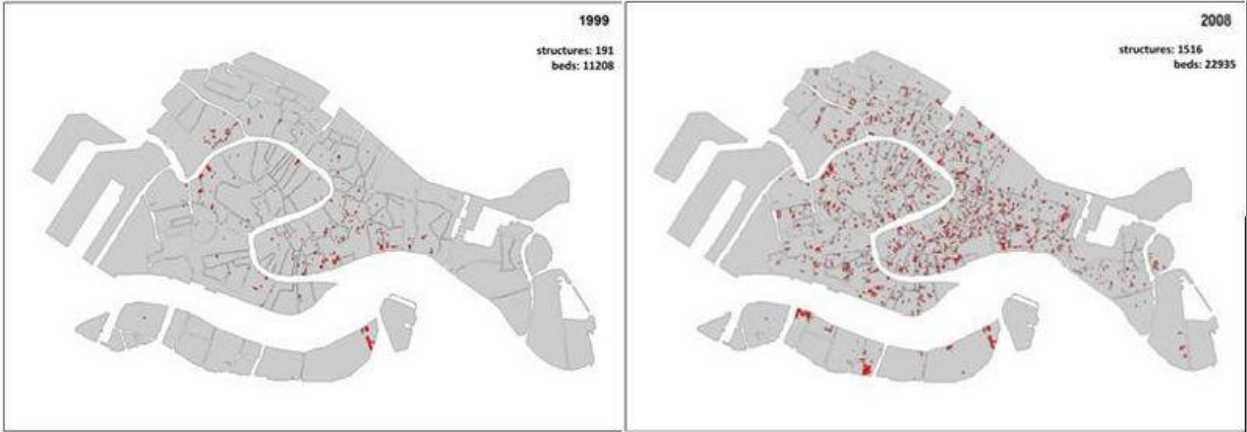 1999
structures: 191
beds: 11208
2008
structures: 1516
beds: 22935